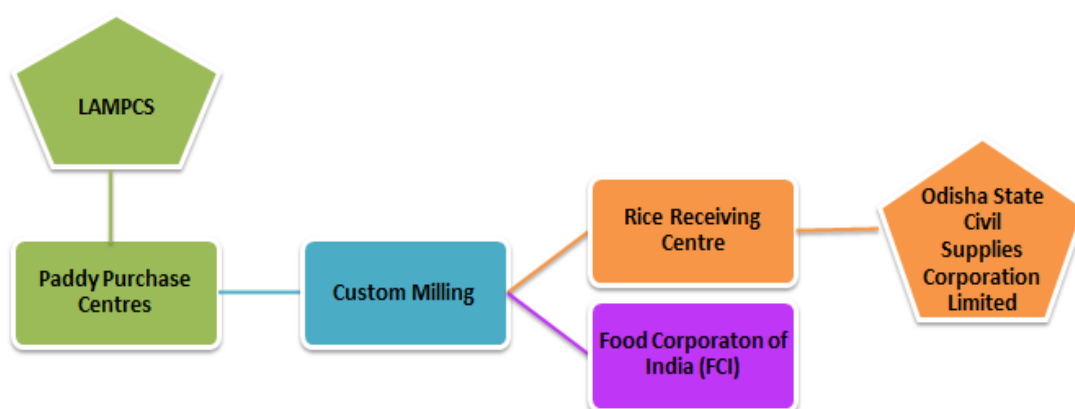 LAMPCS
Paddy Purchase
Centres
Custom Milling
Rice Receiving
Centre
Food Corporaton of
India (FCI)
Odisha State
Civil
Supplies
Corporation
Limited